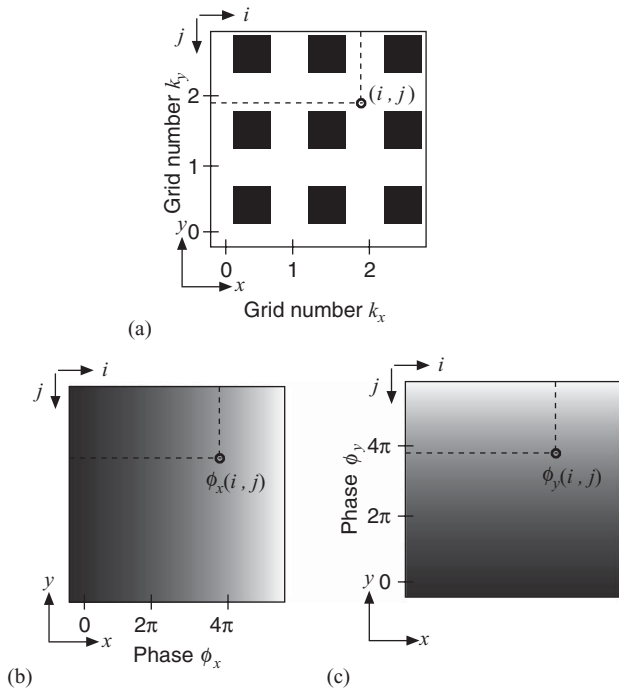 i
j
(i , j)
Grid number k_y
2
1
0
y
x
0 1 2
Grid number k_x
(a)
i
j
ϕ_x(i , j)
y
x
0 2π 4π
Phase ϕ_x
(b)
i
j
ϕ_y(i , j)
Phase ϕ_y
4π
2π
0
y
x
(c)